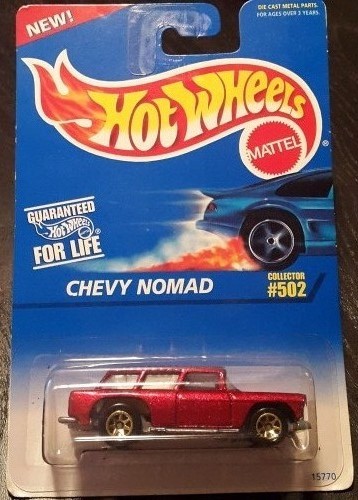 NEW!
DIE CAST METAL PARTS.
FOR AGES OVER 3 YEARS.
Hot Wheels
MATTEL
®
GUARANTEED
Hot Wheels
FOR LIFE
CHEVY NOMAD
COLLECTOR
#502
15770